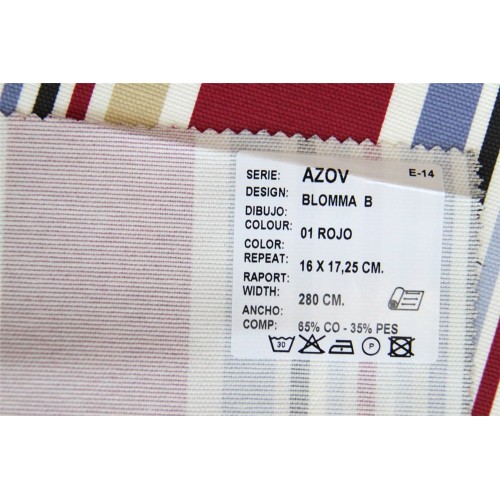 SERIE: AZOV E-14
DESIGN: BLOMMA B
DIBUJO:
COLOUR: 01 ROJO
COLOR:
REPEAT: 16 X 17,25 CM.
RAPORT:
WIDTH: 280 CM.
ANCHO:
COMP: 65% CO - 35% PES
30 P